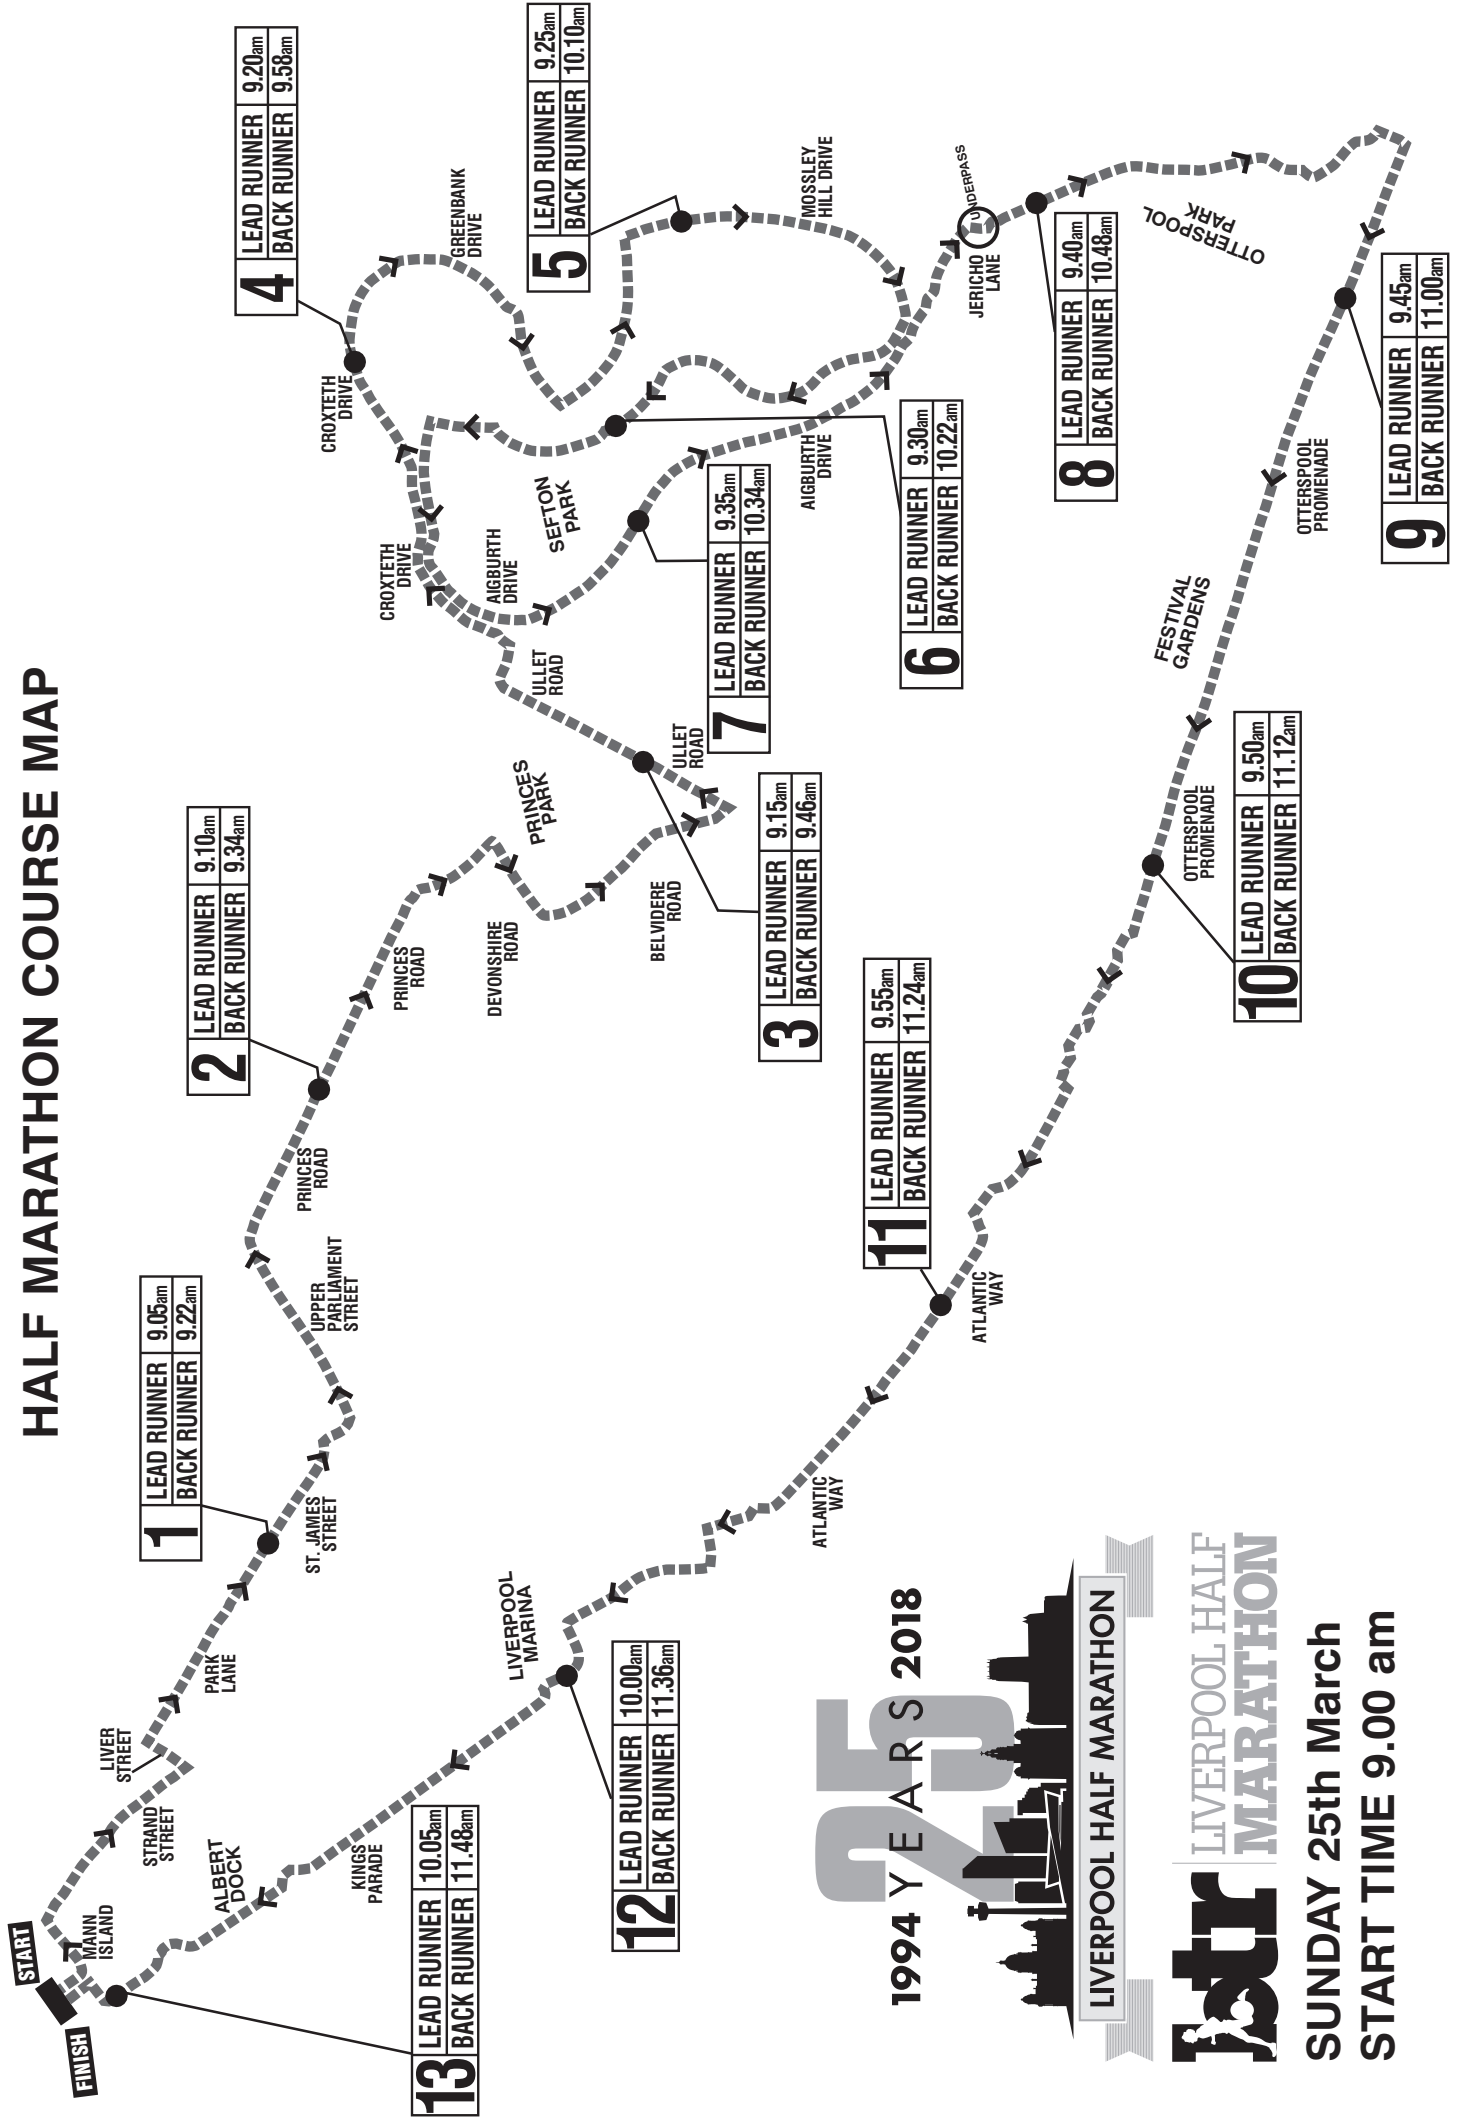 HALF MARATHON COURSE MAP
START
FINISH
MANN
ISLAND
STRAND
STREET
LIVER
STREET
PARK
LANE
1
LEAD RUNNER 9.05am
BACK RUNNER 9.22am
ST. JAMES
STREET
UPPER
PARLIAMENT
STREET
PRINCES
ROAD
2
LEAD RUNNER 9.10am
BACK RUNNER 9.34am
PRINCES
ROAD
DEVONSHIRE
ROAD
PRINCES
PARK
BELVIDERE
ROAD
3
LEAD RUNNER 9.15am
BACK RUNNER 9.46am
ULLET
ROAD
ULLET
ROAD
CROXTETH
DRIVE
AIGBURTH
DRIVE
CROXTETH
DRIVE
4
LEAD RUNNER 9.20am
BACK RUNNER 9.58am
GREENBANK
DRIVE
5
LEAD RUNNER 9.25am
BACK RUNNER 10.10am
MOSSLEY
HILL DRIVE
SEFTON
PARK
6
LEAD RUNNER 9.30am
BACK RUNNER 10.22am
7
LEAD RUNNER 9.35am
BACK RUNNER 10.34am
AIGBURTH
DRIVE
JERICHO
LANE
UNDERPASS
8
LEAD RUNNER 9.40am
BACK RUNNER 10.48am
OTTERSPOOL
PARK
9
LEAD RUNNER 9.45am
BACK RUNNER 11.00am
OTTERSPOOL
PROMENADE
FESTIVAL
GARDENS
OTTERSPOOL
PROMENADE
10
LEAD RUNNER 9.50am
BACK RUNNER 11.12am
11
LEAD RUNNER 9.55am
BACK RUNNER 11.24am
ATLANTIC
WAY
ATLANTIC
WAY
LIVERPOOL
MARINA
12
LEAD RUNNER 10.00am
BACK RUNNER 11.36am
KINGS
PARADE
ALBERT
DOCK
13
LEAD RUNNER 10.05am
BACK RUNNER 11.48am
25
1994 YEARS 2018
LIVERPOOL HALF MARATHON
btr
LIVERPOOL HALF
MARATHON
SUNDAY 25th March
START TIME 9.00 am